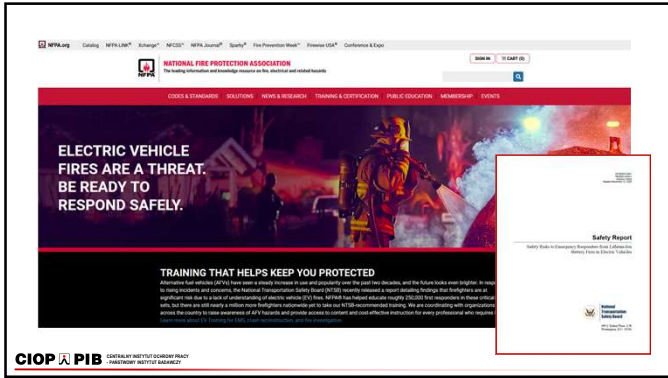 NFPA.org Catalog NFPA LINK® Xchange™ NFCSS™ NFPA Journal® Sparky® Fire Prevention Week™ Firewise USA® Conference & Expo
SIGN IN CART (0)
NFPA
NATIONAL FIRE PROTECTION ASSOCIATION
The leading information and knowledge resource on fire, electrical and related hazards
CODES & STANDARDS SOLUTIONS NEWS & RESEARCH TRAINING & CERTIFICATION PUBLIC EDUCATION MEMBERSHIP EVENTS
ELECTRIC VEHICLE
FIRES ARE A THREAT.
BE READY TO
RESPOND SAFELY.
Safety Report
Safety Risks to Emergency Responders from Lithium-Ion
Battery Fires in Electric Vehicles
National
Transportation
Safety Board
TRAINING THAT HELPS KEEP YOU PROTECTED
Alternative fuel vehicles (AFVs) have seen a steady increase in use and popularity over the past two decades, and the future looks even brighter. In resp
to rising incidents and concerns, the National Transportation Safety Board (NTSB) recently released a report detailing findings that firefighters are at
significant risk due to a lack of understanding of electric vehicle (EV) fires. NFPA® has helped educate roughly 250,000 first responders in these critical
sets, but there are still nearly a million more firefighters nationwide yet to take our NTSB-recommended training. We are coordinating with organizations
across the country to raise awareness of AFV hazards and provide access to content and cost-effective instruction for every professional who requires
CIOP PIB CENTRALNY INSTYTUT OCHRONY PRACY
- PAŃSTWOWY INSTYTUT BADAWCZY